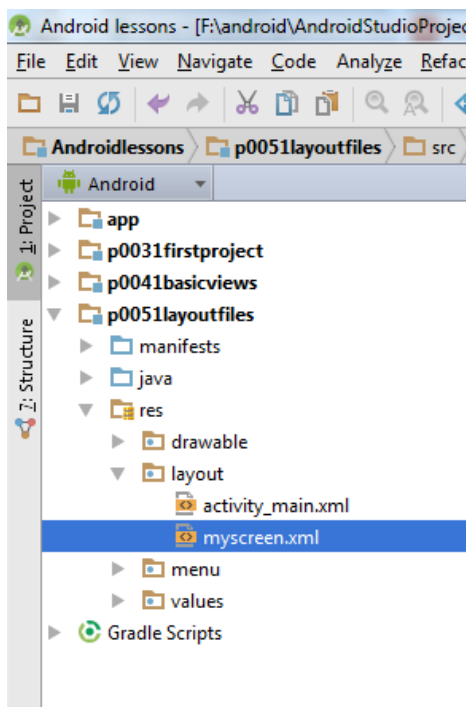 Android lessons - [F:\android\AndroidStudioProjec
File Edit View Navigate Code Analyze Refac
Androidlessons p0051layoutfiles src
1: Project
Android
app
p0031firstproject
p0041basicviews
p0051layoutfiles
manifests
java
7: Structure
res
drawable
layout
activity_main.xml
myscreen.xml
menu
values
Gradle Scripts